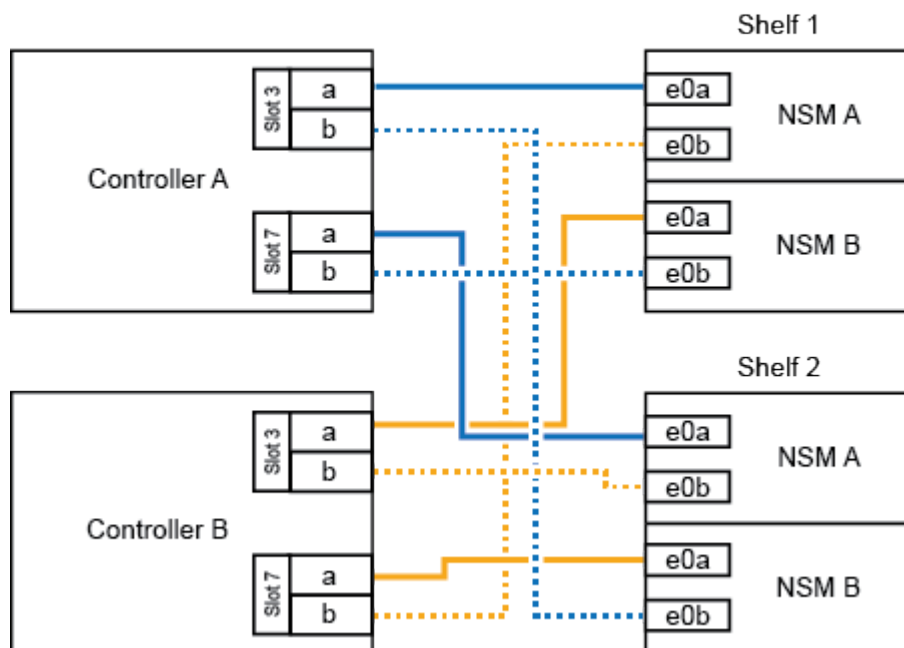 Shelf 1
Controller A
Slot 3
a
b
Slot 7
a
b
e0a
e0b
NSM A
e0a
e0b
NSM B
Shelf 2
Controller B
Slot 3
a
b
Slot 7
a
b
e0a
e0b
NSM A
e0a
e0b
NSM B